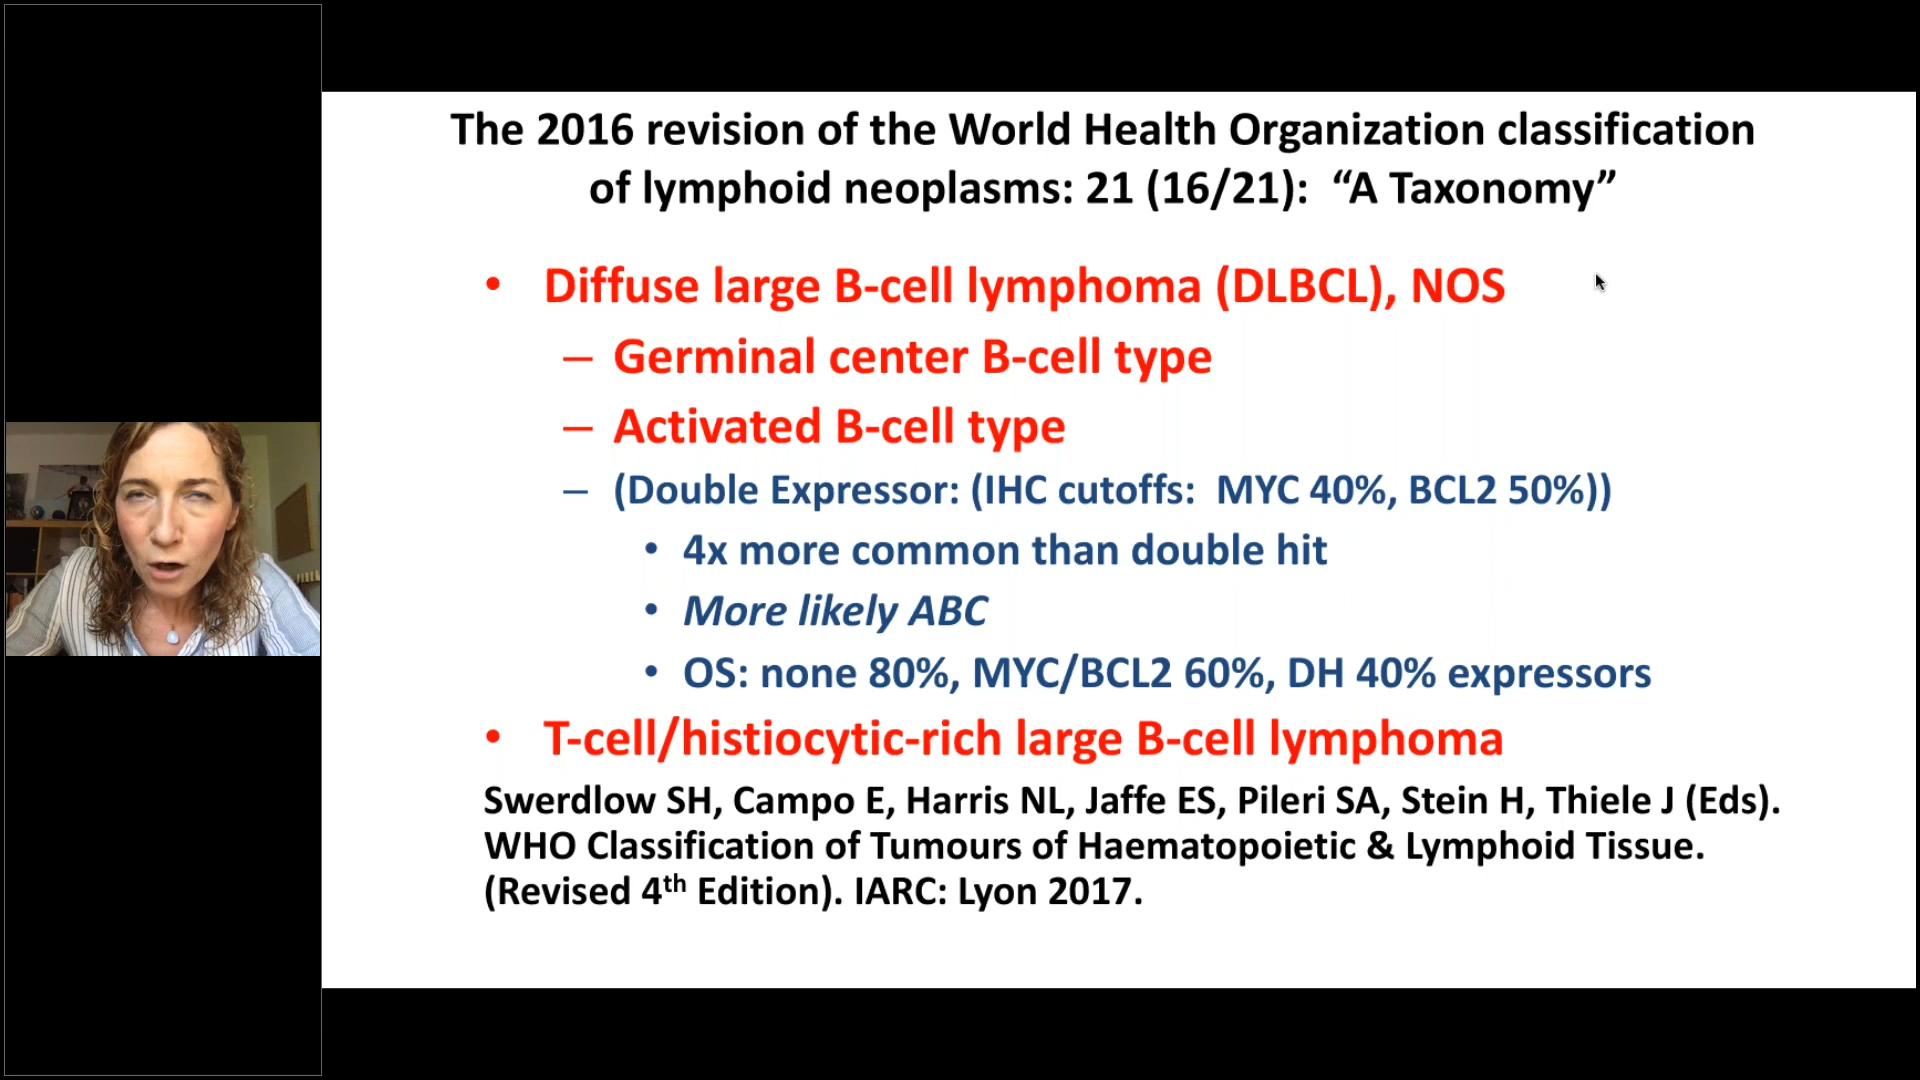 The 2016 revision of the World Health Organization classification
of lymphoid neoplasms: 21 (16/21):  “A Taxonomy”
• Diffuse large B-cell lymphoma (DLBCL), NOS
– Germinal center B-cell type
– Activated B-cell type
– (Double Expressor: (IHC cutoffs:  MYC 40%, BCL2 50%))
• 4x more common than double hit
• More likely ABC
• OS: none 80%, MYC/BCL2 60%, DH 40% expressors
• T-cell/histiocytic-rich large B-cell lymphoma
Swerdlow SH, Campo E, Harris NL, Jaffe ES, Pileri SA, Stein H, Thiele J (Eds).
WHO Classification of Tumours of Haematopoietic & Lymphoid Tissue.
(Revised 4th Edition). IARC: Lyon 2017.